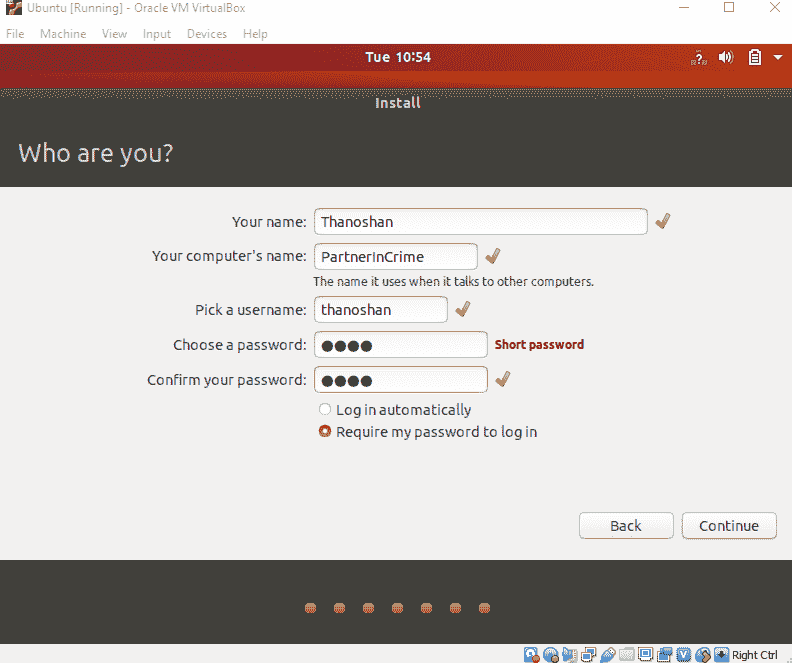 Ubuntu [Running] - Oracle VM VirtualBox
File Machine View Input Devices Help
Tue 10:54
Install
Who are you?
Your name: Thanoshan
Your computer's name: PartnerInCrime
The name it uses when it talks to other computers.
Pick a username: thanoshan
Choose a password: ●●●● Short password
Confirm your password: ●●●●
Log in automatically
Require my password to log in
Back Continue
Right Ctrl